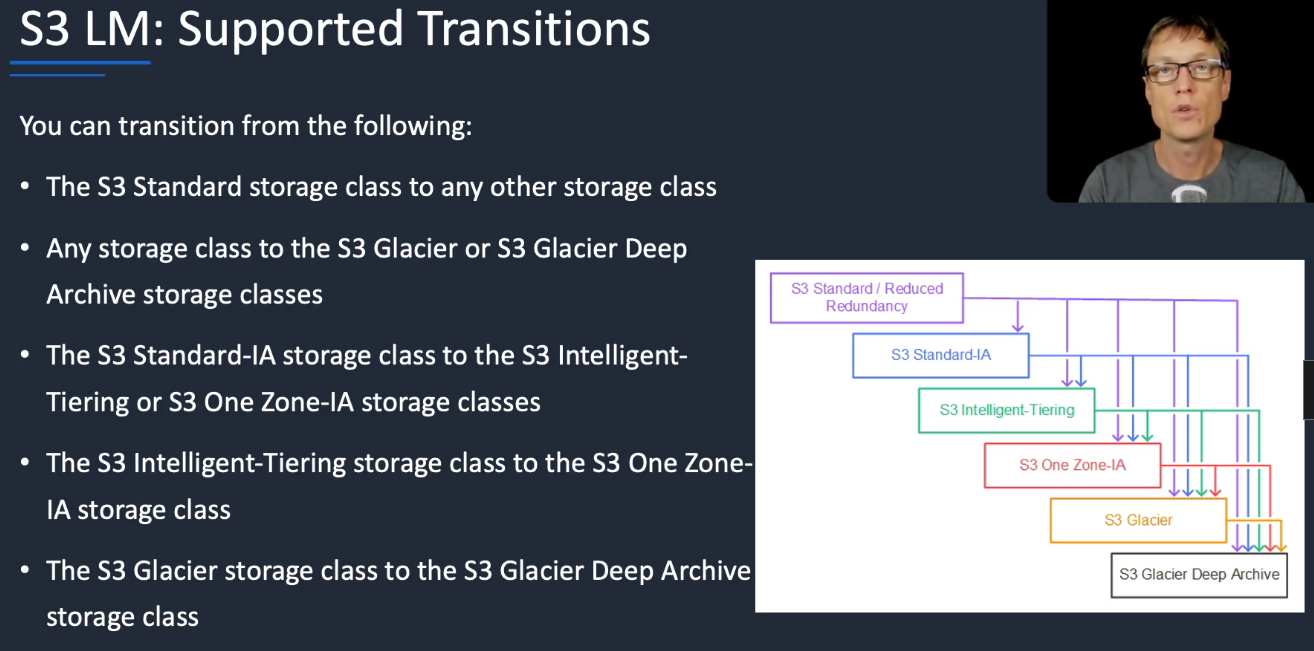 S3 LM: Supported Transitions
You can transition from the following:
• The S3 Standard storage class to any other storage class
• Any storage class to the S3 Glacier or S3 Glacier Deep
Archive storage classes
• The S3 Standard-IA storage class to the S3 Intelligent-
Tiering or S3 One Zone-IA storage classes
• The S3 Intelligent-Tiering storage class to the S3 One Zone-
IA storage class
• The S3 Glacier storage class to the S3 Glacier Deep Archive
storage class
S3 Standard / Reduced
Redundancy
S3 Standard-IA
S3 Intelligent-Tiering
S3 One Zone-IA
S3 Glacier
S3 Glacier Deep Archive